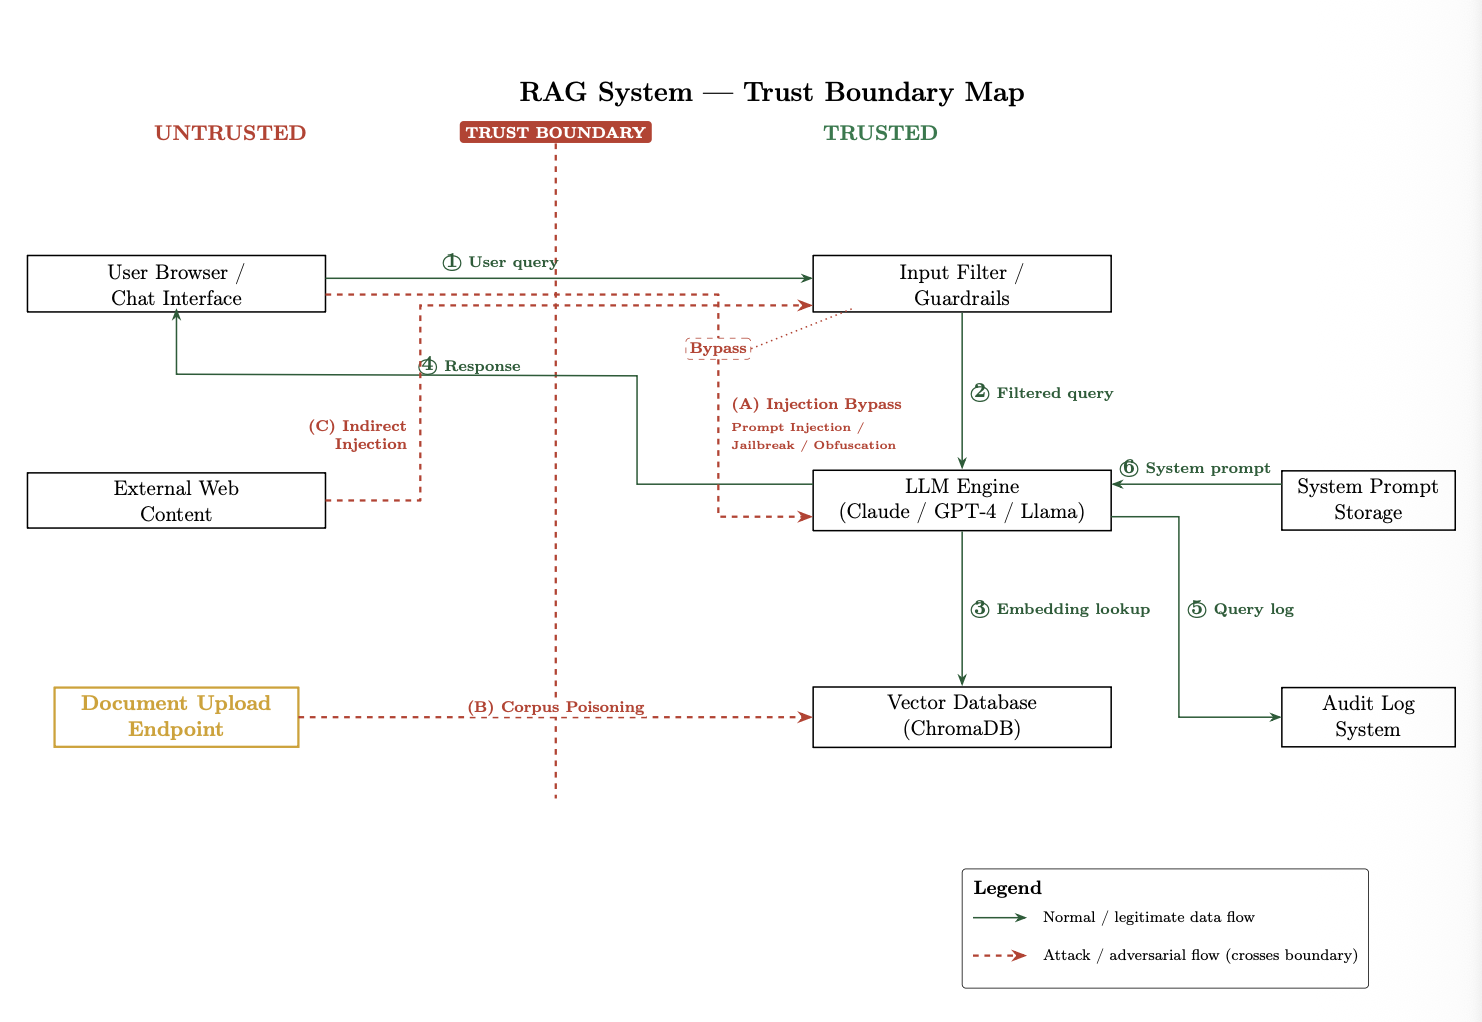 RAG System — Trust Boundary Map
UNTRUSTED
TRUST BOUNDARY
TRUSTED
User Browser /
Chat Interface
① User query
Input Filter /
Guardrails
Bypass
④ Response
② Filtered query
(A) Injection Bypass
Prompt Injection /
Jailbreak / Obfuscation
(C) Indirect
Injection
External Web
Content
LLM Engine
(Claude / GPT-4 / Llama)
⑥ System prompt
System Prompt
Storage
③ Embedding lookup
⑤ Query log
Document Upload
Endpoint
(B) Corpus Poisoning
Vector Database
(ChromaDB)
Audit Log
System
Legend
Normal / legitimate data flow
Attack / adversarial flow (crosses boundary)